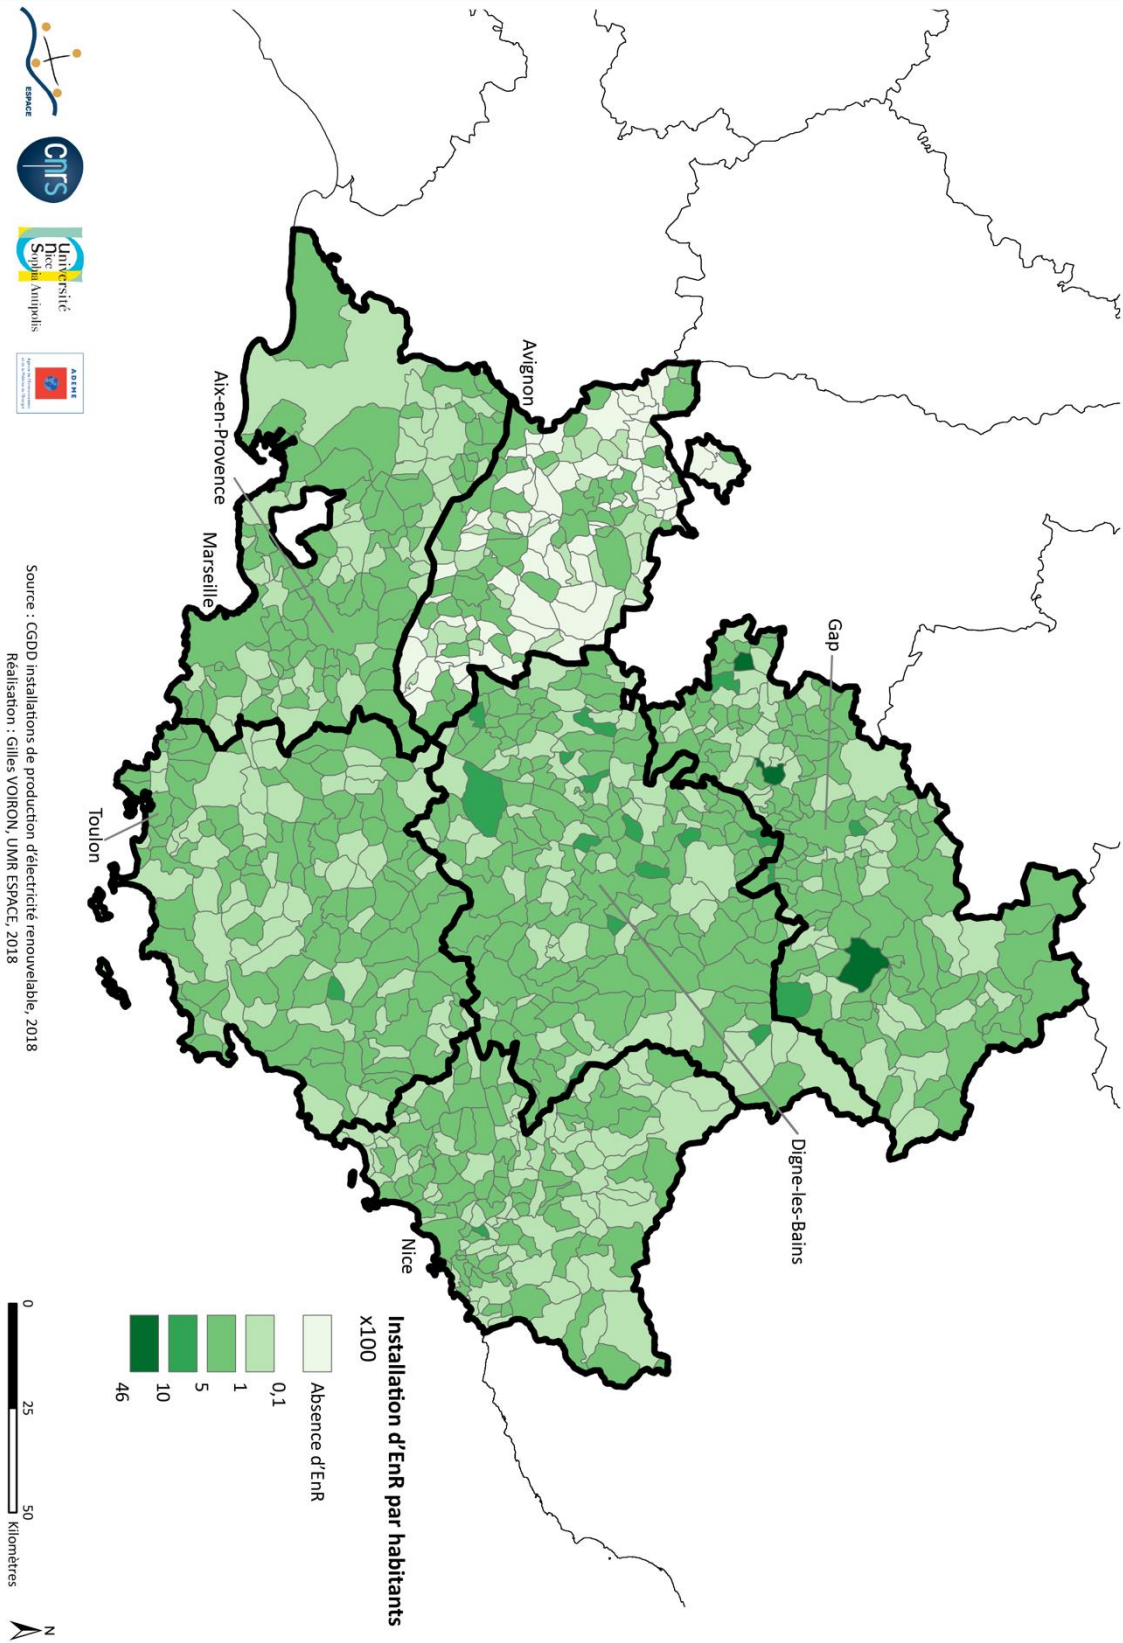 Gap
Digne-les-Bains
Avignon
Aix-en-Provence
Marseille
Toulon
Nice
Installation d'EnR par habitants
x100
Absence d'EnR
0,1
1
5
10
46
0 25 50
Kilomètres
N
Source : CGDD installations de production d'électricité renouvelable, 2018
Réalisation : Gilles VOIRON, UMR ESPACE, 2018
ESPACE
cnrs
Université
nice
Sophia Antipolis
ADEME